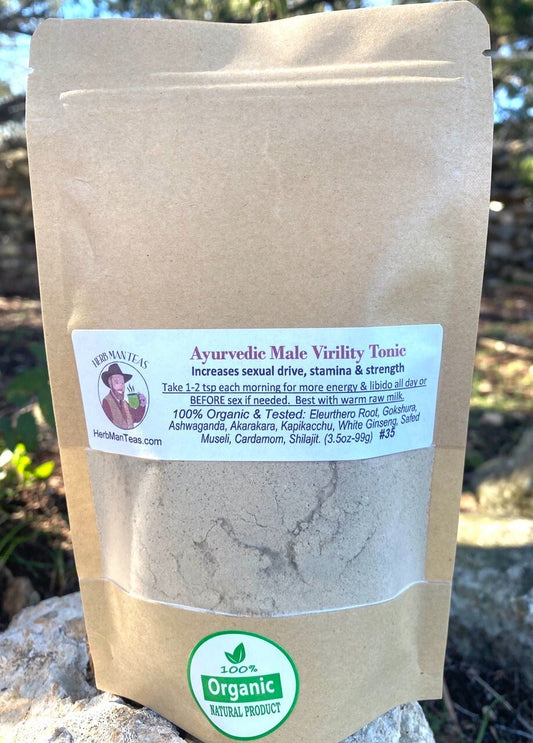 HERB MAN TEAS
HerbManTeas.com
Ayurvedic Male Virility Tonic
Increases sexual drive, stamina & strength
Take 1-2 tsp each morning for more energy & libido all day or
BEFORE sex if needed. Best with warm raw milk.
100% Organic & Tested: Eleurthero Root, Gokshura,
Ashwaganda, Akarakara, Kapikacchu, White Ginseng, Safed
Museli, Cardamom, Shilajit. (3.5oz-99g) #35
100%
Organic
NATURAL PRODUCT